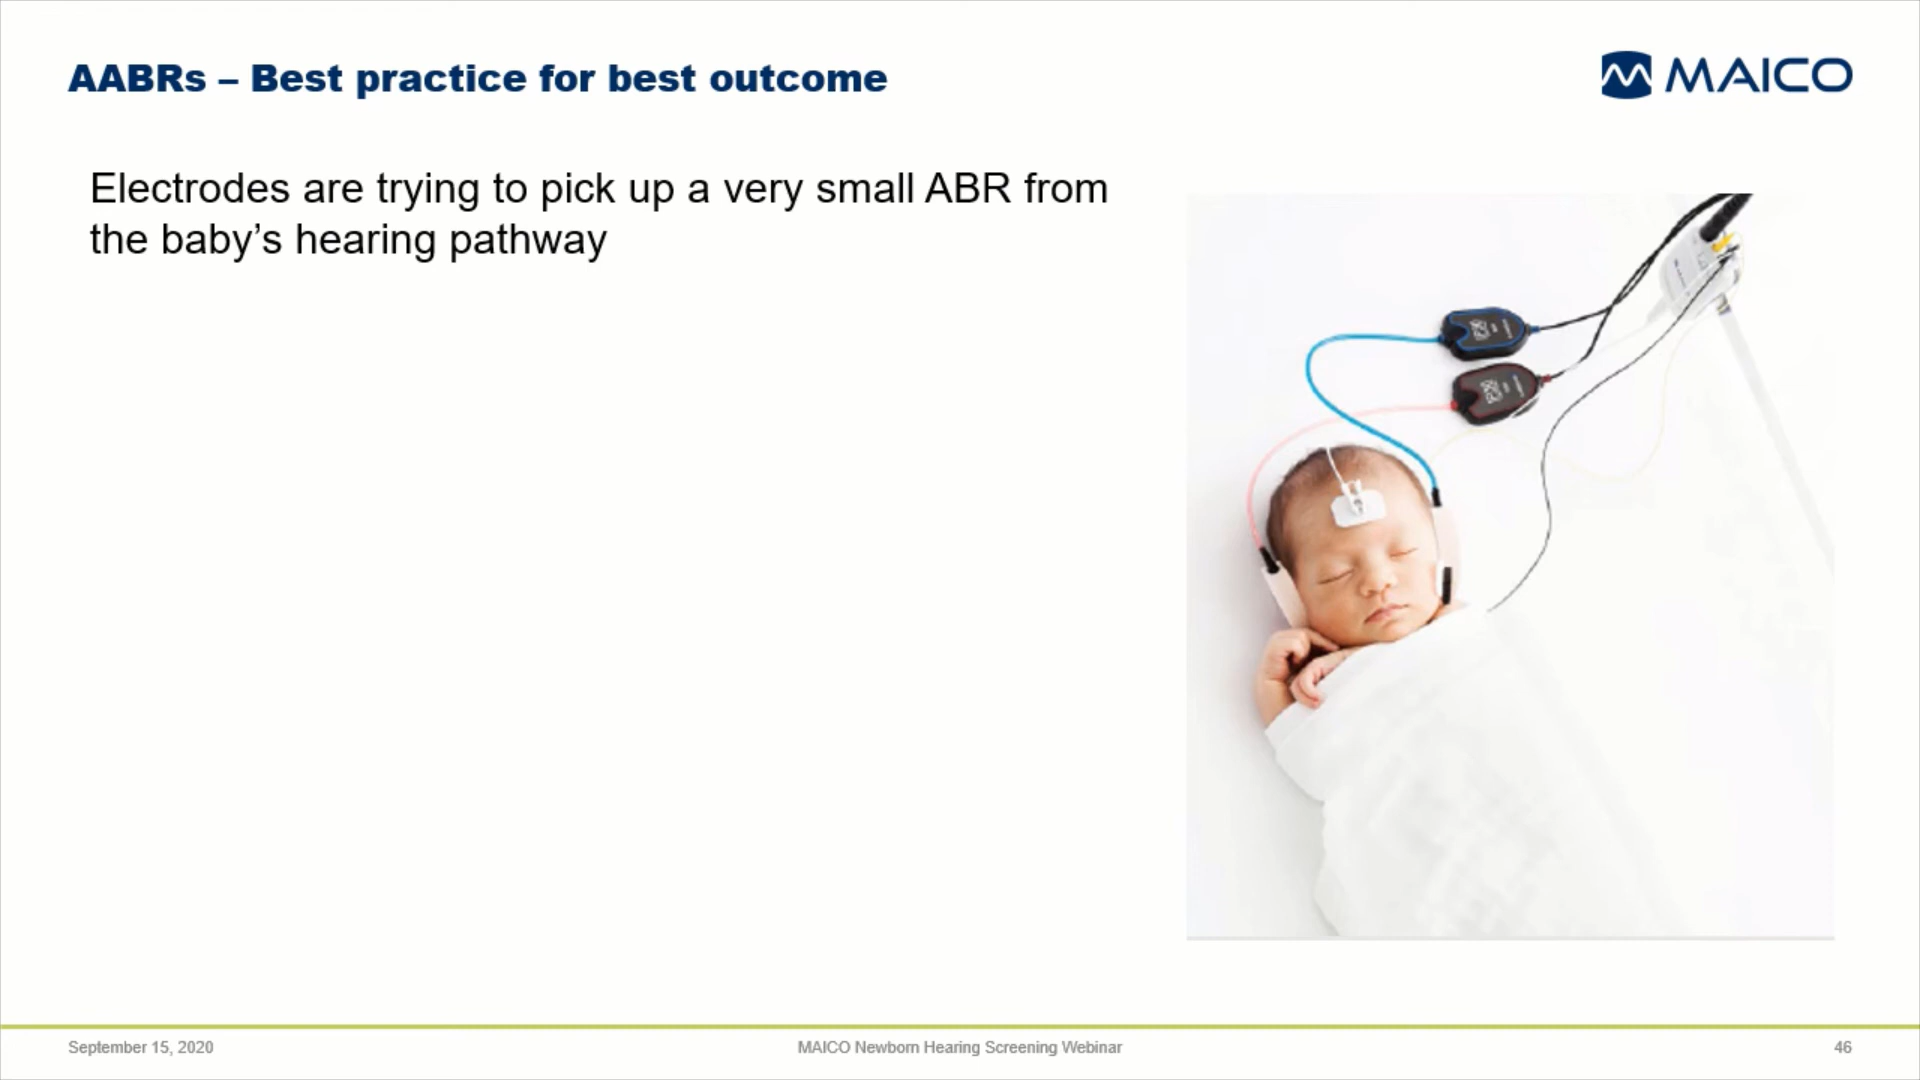 AABRs – Best practice for best outcome
MAICO
Electrodes are trying to pick up a very small ABR from
the baby’s hearing pathway
September 15, 2020
MAICO Newborn Hearing Screening Webinar
46